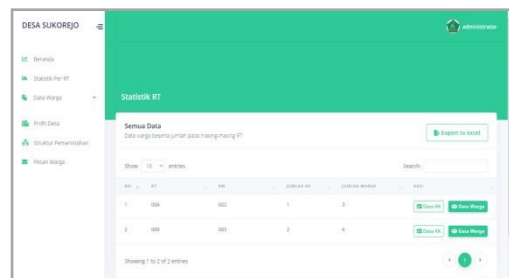 DESA SUKOREJO
administrator
Beranda
Statistik Per RT
Data Warga
Profil Desa
Struktur Pemerintahan
Pesan Warga
Statistik RT
Semua Data
Data warga beserta jumlah pada masing-masing RT
Export to excel
Show 10 entries
Search:
NO RT RW JUMLAH KK JUMLAH WARGA AKSI
1 002 1 3 Data KK Data Warga
2 003 2 4 Data KK Data Warga
Showing 1 to 2 of 2 entries
1